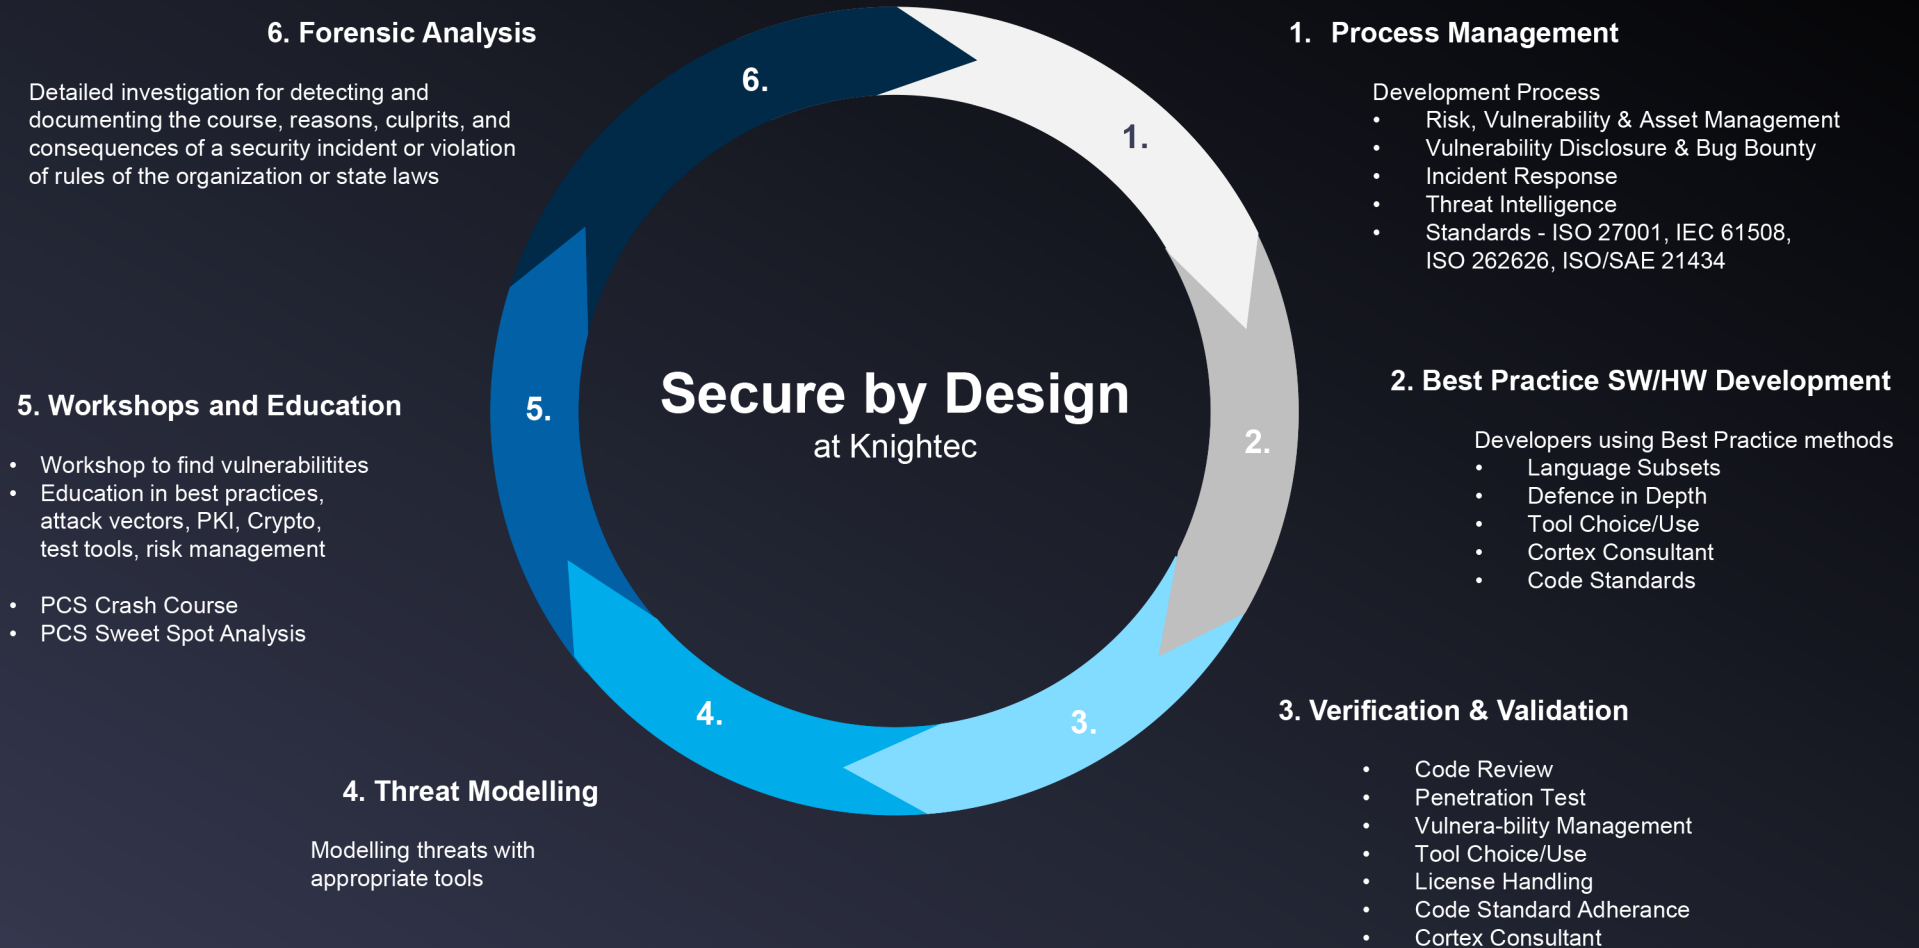 6. Forensic Analysis
Detailed investigation for detecting and
documenting the course, reasons, culprits, and
consequences of a security incident or violation
of rules of the organization or state laws
1. Process Management
Development Process
• Risk, Vulnerability & Asset Management
• Vulnerability Disclosure & Bug Bounty
• Incident Response
• Threat Intelligence
• Standards - ISO 27001, IEC 61508,
ISO 262626, ISO/SAE 21434
6.
1.
5.
2.
4.
3.
Secure by Design
at Knightec
2. Best Practice SW/HW Development
Developers using Best Practice methods
• Language Subsets
• Defence in Depth
• Tool Choice/Use
• Cortex Consultant
• Code Standards
5. Workshops and Education
• Workshop to find vulnerabilitites
• Education in best practices,
attack vectors, PKI, Crypto,
test tools, risk management
• PCS Crash Course
• PCS Sweet Spot Analysis
3. Verification & Validation
• Code Review
• Penetration Test
• Vulnera-bility Management
• Tool Choice/Use
• License Handling
• Code Standard Adherance
• Cortex Consultant
4. Threat Modelling
Modelling threats with
appropriate tools